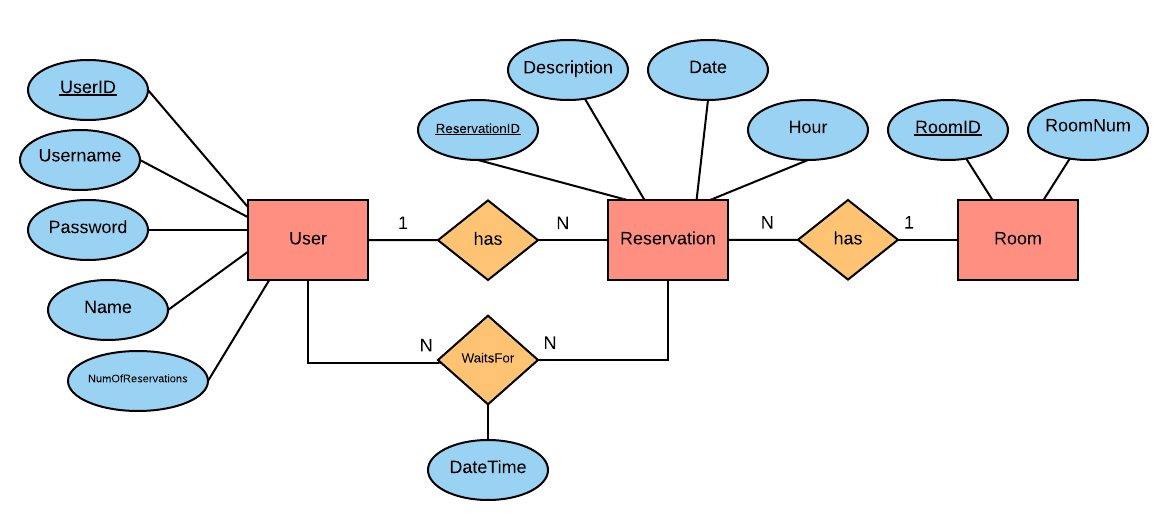 Description
Date
UserID
ReservationID
Hour
RoomID
RoomNum
Username
Password
1
N
N
1
User
has
Reservation
has
Room
Name
N
N
WaitsFor
NumOfReservations
DateTime